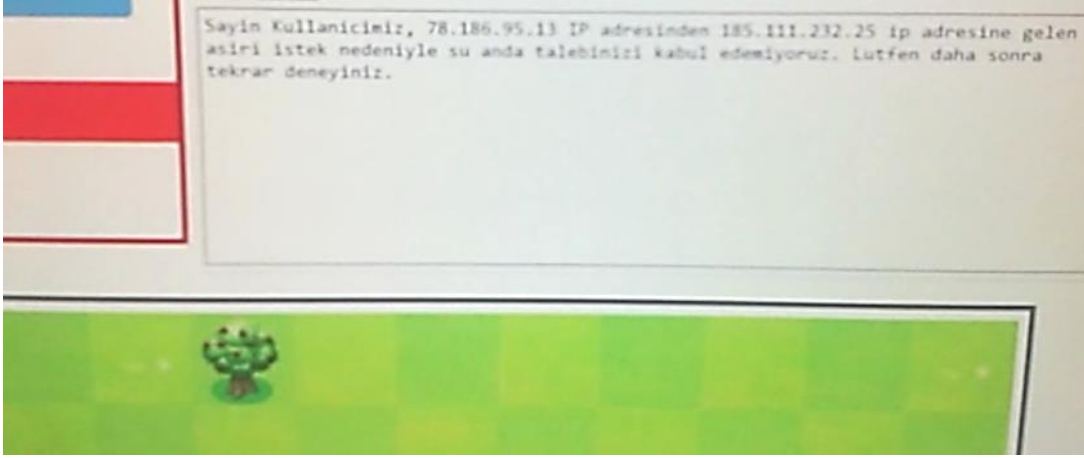 Sayin Kullanicimiz, 78.186.95.13 IP adresinden 185.111.232.25 ip adresine gelen
asiri istek nedeniyle su anda talebinizi kabul edemiyoruz. Lutfen daha sonra
tekrar deneyiniz.